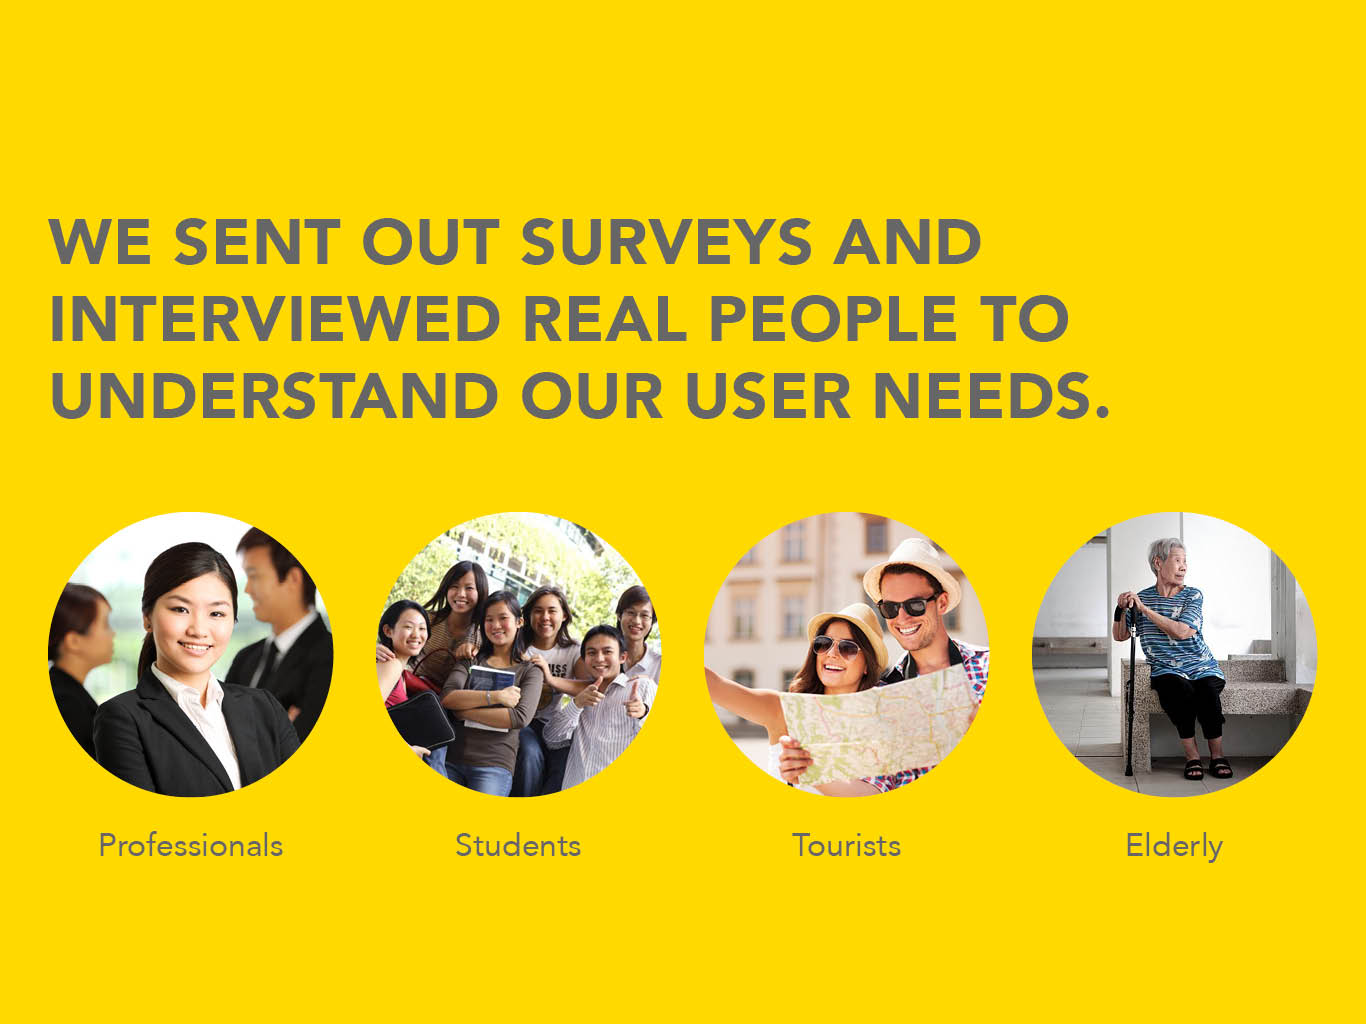 WE SENT OUT SURVEYS AND
INTERVIEWED REAL PEOPLE TO
UNDERSTAND OUR USER NEEDS.
Professionals
Students
Tourists
Elderly